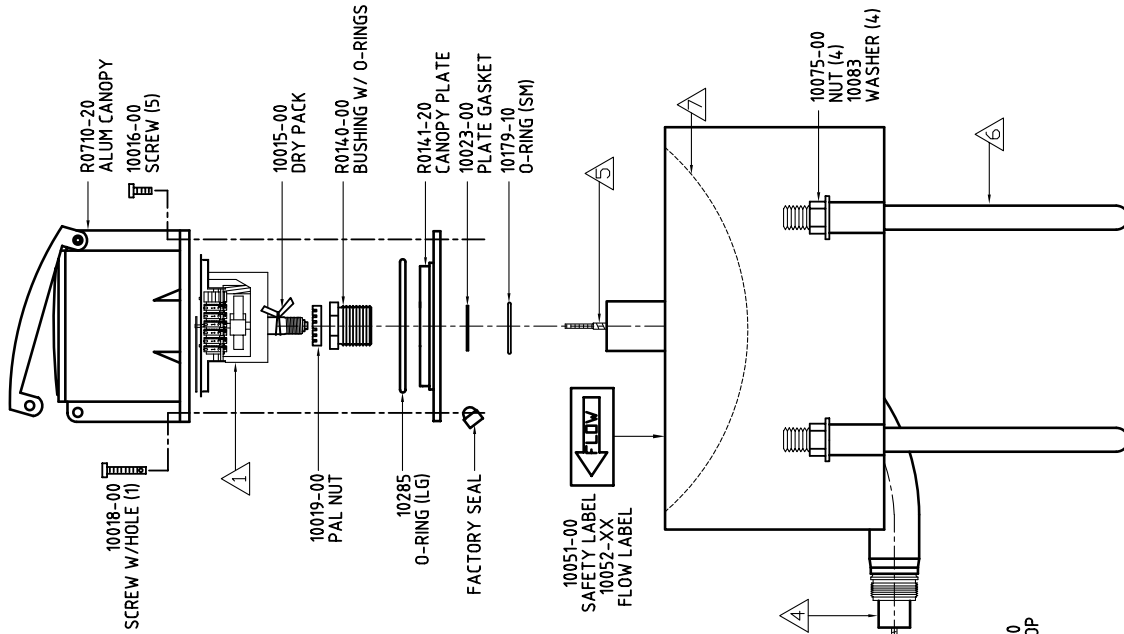 R0710-20
ALUM CANOPY
10016-00
SCREW (5)
10018-00
SCREW W/HOLE (1)
1
10015-00
DRY PACK
10019-00
PAL NUT
R0140-00
BUSHING W/ O-RINGS
10285
O-RING (LG)
R0141-20
CANOPY PLATE
10023-00
PLATE GASKET
10179-10
O-RING (SM)
FACTORY SEAL
5
10051-00
SAFETY LABEL
10052-XX
FLOW LABEL
FLOW
7
10075-00
NUT (4)
10083
WASHER (4)
6
4